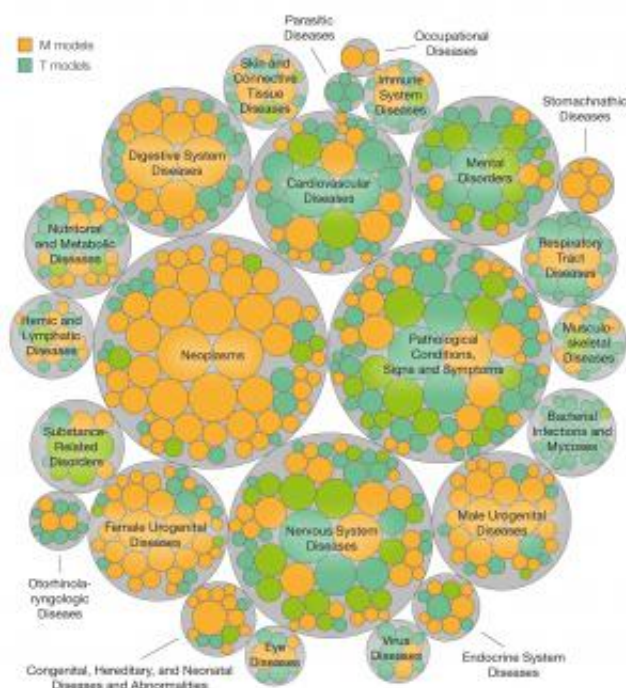 M models
T models
Parasitic
Diseases
Occupational
Diseases
Skin and
Connective
Tissue
Diseases
Immune
System
Diseases
Stomachnathic
Diseases
Digestive System
Diseases
Cardiovascular
Diseases
Mental
Disorders
Nutritional
and Metabolic
Diseases
Respiratory
Tract
Diseases
Hemic and
Lymphatic
Diseases
Neoplasms
Pathological
Conditions,
Signs and Symptoms
Musculo-
skeletal
Diseases
Substance-
Related
Disorders
Bacterial
Infections and
Mycoses
Female Urogenital
Diseases
Nervous System
Diseases
Male Urogenital
Diseases
Otorhinola-
ryngologic
Diseases
Eye
Diseases
Virus
Diseases
Endocrine System
Diseases
Congenital, Hereditary, and Neonatal
Diseases and Abnormalities